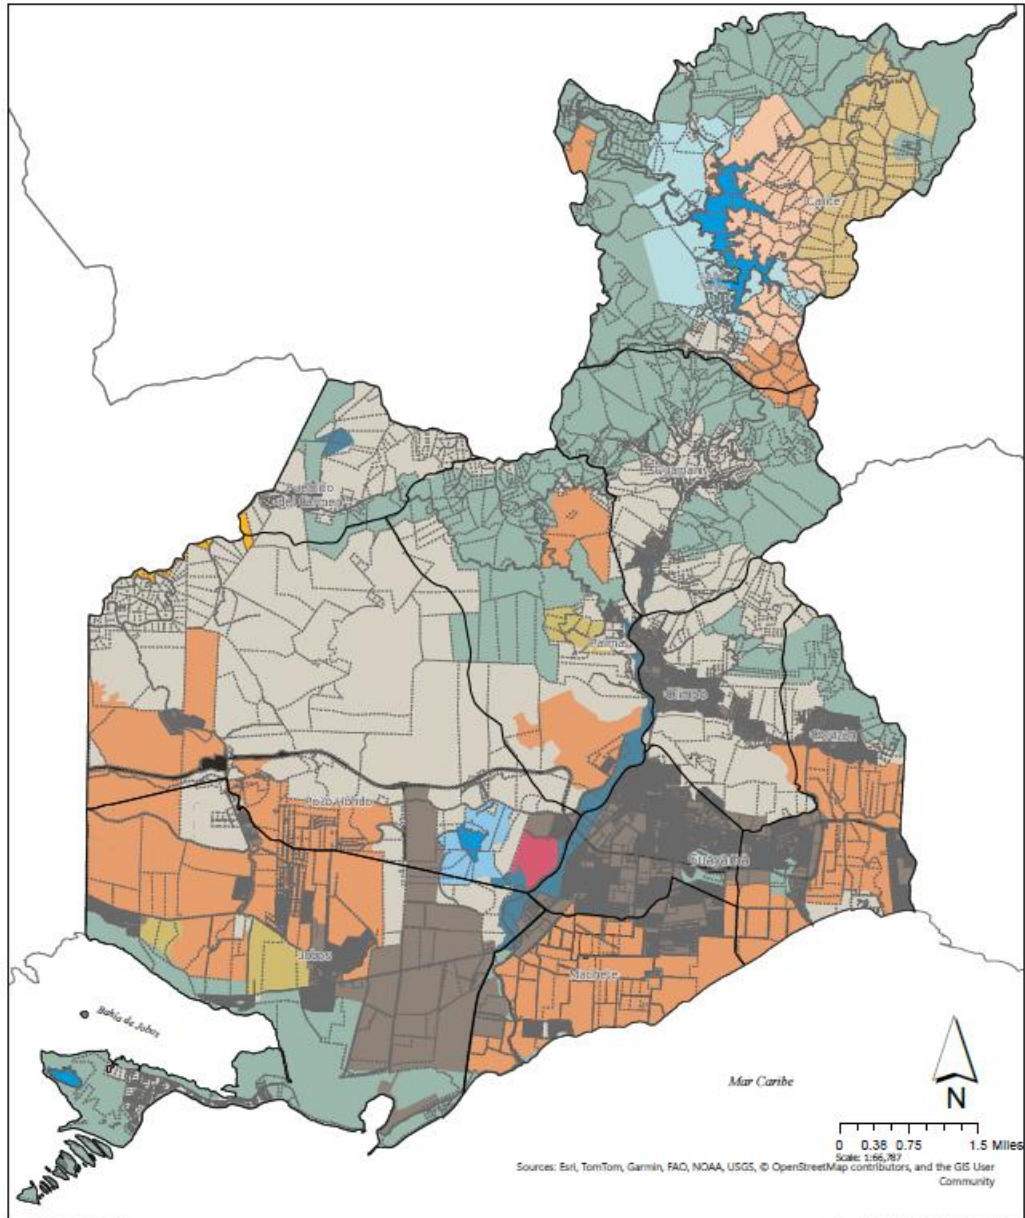 Carite
Guamaní
Palmas
Olimpo
Corazón
Pozo Hondo
Guayama
Jobos
Machete
Bahía de Jobos
Mar Caribe
N
0 0.38 0.75 1.5 Miles
Scale: 1:66,787
Sources: Esri, TomTom, Garmin, FAO, NOAA, USGS, © OpenStreetMap contributors, and the GIS User
Community